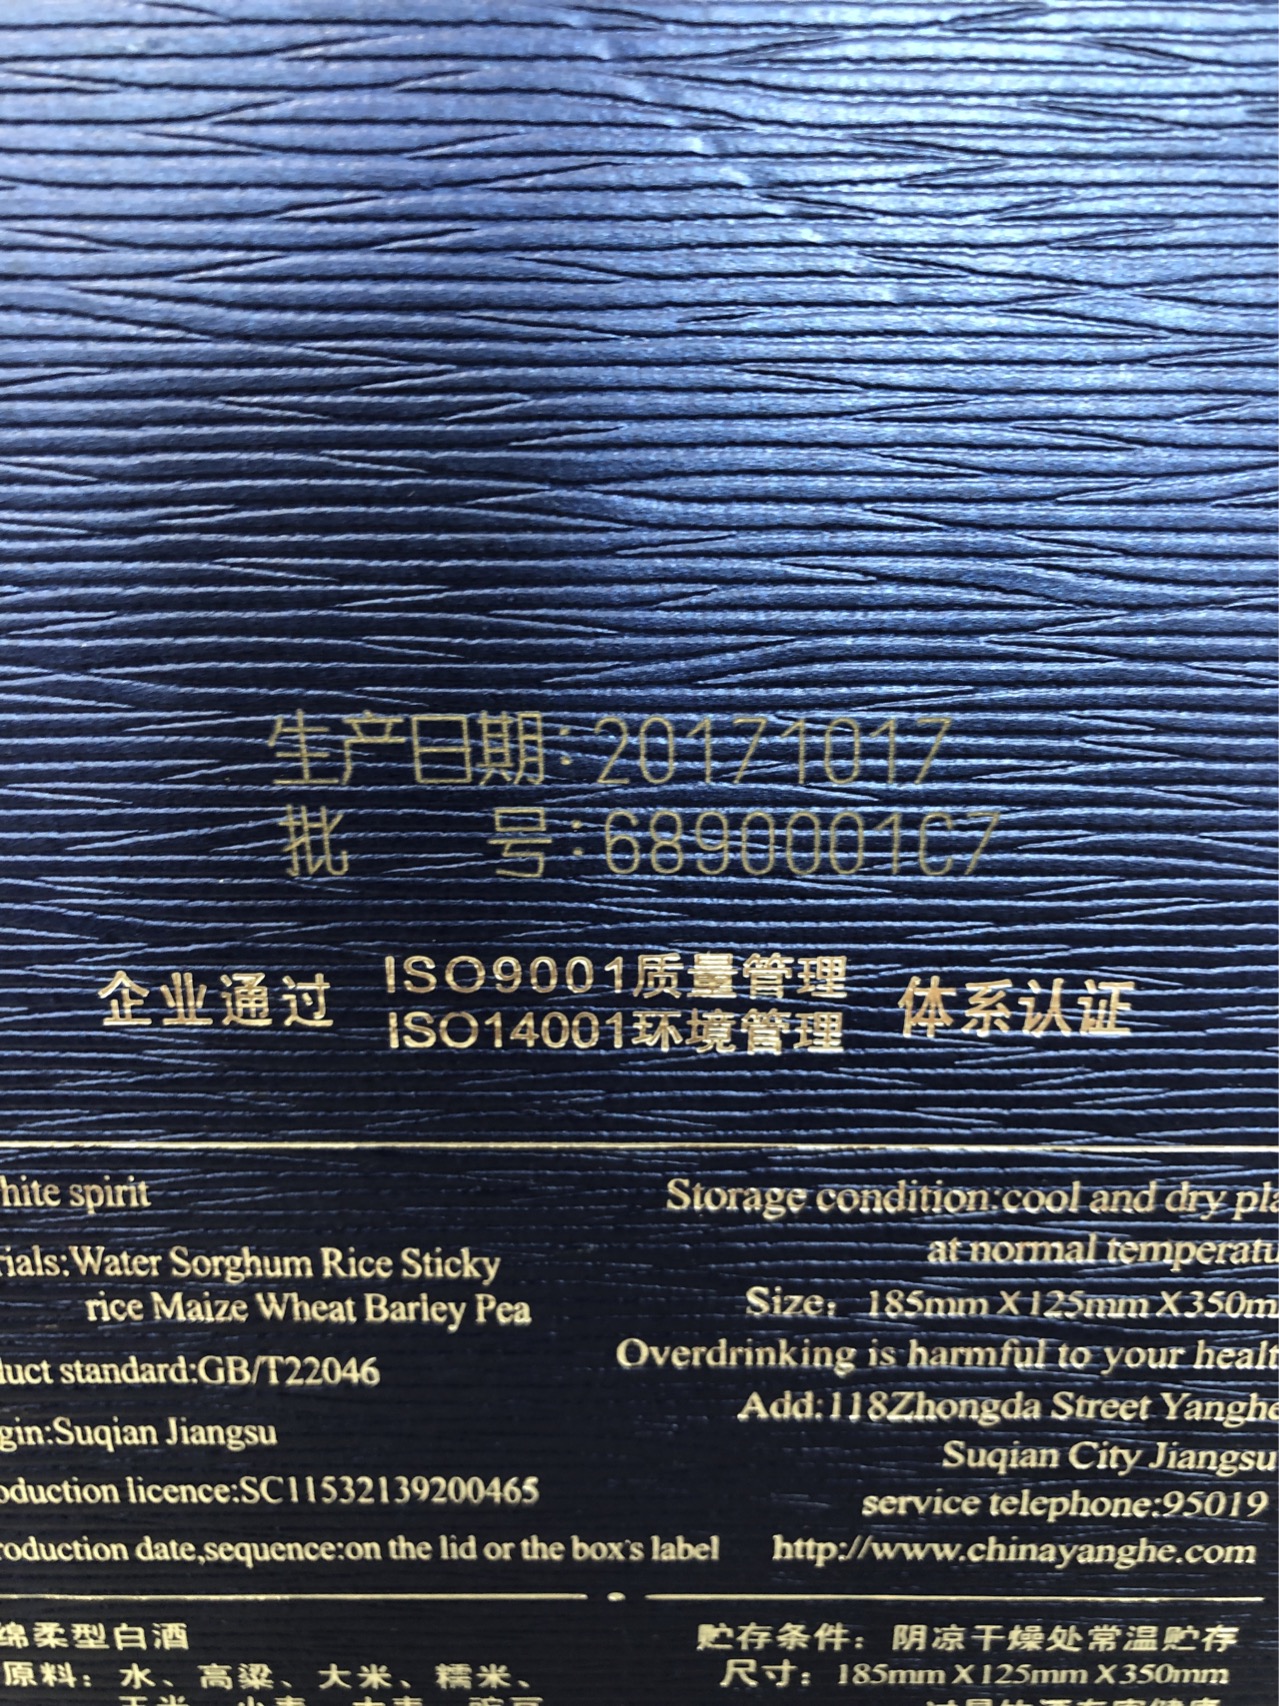 生产日期:20171017
批 号:6890001C7
企业通过
ISO9001质量管理
ISO14001环境管理
体系认证
hite spirit
rials:Water Sorghum Rice Sticky
rice Maize Wheat Barley Pea
uct standard:GB/T22046
gin:Suqian Jiangsu
oduction licence:SC11532139200465
roduction date,sequence:on the lid or the box's label
Storage condition:cool and dry pla
at normal temperatu
Size：185mm X125mm X350m
Overdrinking is harmful to your healt
Add:118Zhongda Street Yanghe
Suqian City Jiangsu
service telephone:95019
http://www.chinayanghe.com
绵柔型白酒
原料：水、高粱、大米、糯米、
贮存条件：阴凉干燥处常温贮存
尺寸：185mm X125mm X350mm